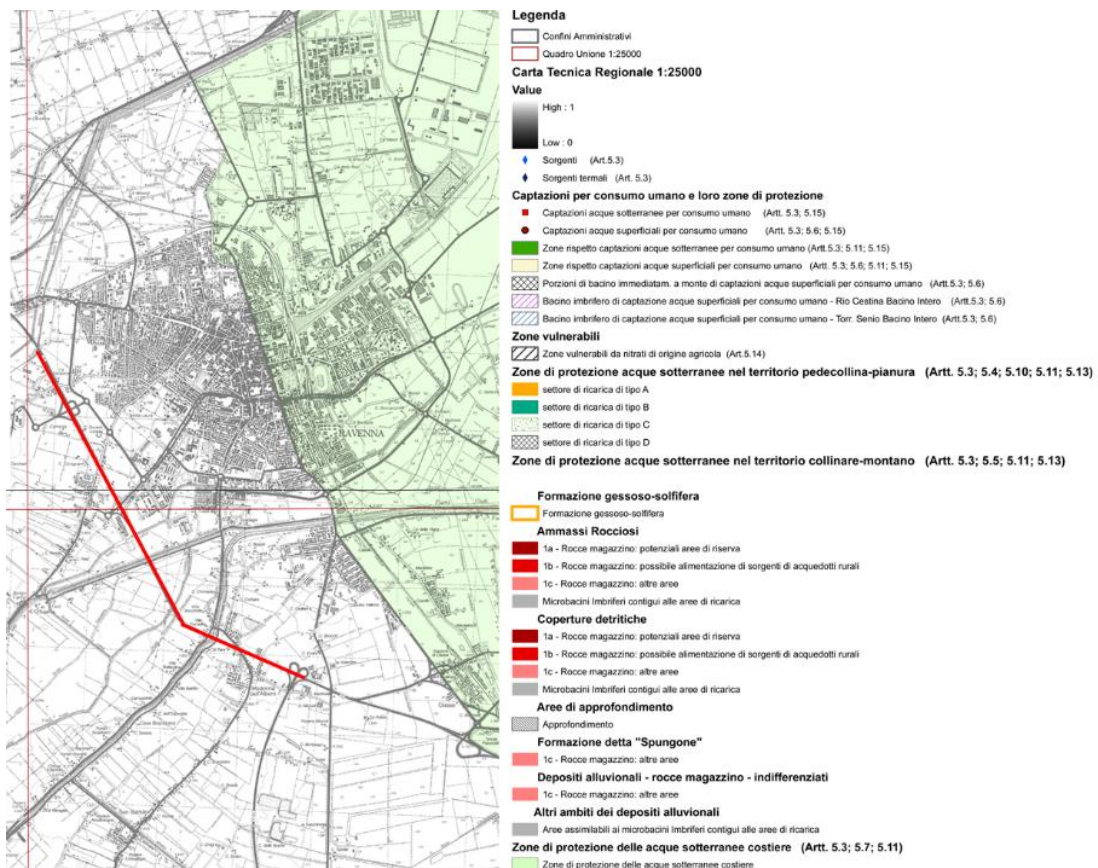 RAVENNA
Legenda
Confini Amministrativi
Quadro Unione 1:25000
Carta Tecnica Regionale 1:25000
Value
High : 1
Low : 0
Sorgenti (Art.5.3)
Sorgenti termali (Art. 5.3)
Captazioni per consumo umano e loro zone di protezione
Captazioni acque sotterranee per consumo umano (Artt. 5.3; 5.15)
Captazioni acque superficiali per consumo umano (Artt. 5.3; 5.6; 5.15)
Zone rispetto captazioni acque sotterranee per consumo umano (Artt.5.3; 5.11; 5.15)
Zone rispetto captazioni acque superficiali per consumo umano (Artt. 5.3; 5.6; 5.11; 5.15)
Porzioni di bacino immediatam. a monte di captazioni acque superficiali per consumo umano (Artt.5.3; 5.6)
Bacino imbrifero di captazione acque superficiali per consumo umano - Rio Cestina Bacino Intero (Artt.5.3; 5.6)
Bacino imbrifero di captazione acque superficiali per consumo umano - Torr. Senio Bacino Intero (Artt.5.3; 5.6)
Zone vulnerabili
Zone vulnerabili da nitrati di origine agricola (Art.5.14)
Zone di protezione acque sotterranee nel territorio pedecollina-pianura (Artt. 5.3; 5.4; 5.10; 5.11; 5.13)
settore di ricarica di tipo A
settore di ricarica di tipo B
settore di ricarica di tipo C
settore di ricarica di tipo D
Zone di protezione acque sotterranee nel territorio collinare-montano (Artt. 5.3; 5.5; 5.11; 5.13)
Formazione gessoso-solfifera
Formazione gessoso-solfifera
Ammassi Rocciosi
1a - Rocce magazzino: potenziali aree di riserva
1b - Rocce magazzino: possibile alimentazione di sorgenti di acquedotti rurali
1c - Rocce magazzino: altre aree
Microbacini Imbriferi contigui alle aree di ricarica
Coperture detritiche
1a - Rocce magazzino: potenziali aree di riserva
1b - Rocce magazzino: possibile alimentazione di sorgenti di acquedotti rurali
1c - Rocce magazzino: altre aree
Microbacini Imbriferi contigui alle aree di ricarica
Aree di approfondimento
Approfondimento
Formazione detta "Spungone"
1c - Rocce magazzino: altre aree
Depositi alluvionali - rocce magazzino - indifferenziati
1c - Rocce magazzino: altre aree
Altri ambiti dei depositi alluvionali
Aree assimilabili ai microbacini Imbriferi contigui alle aree di ricarica
Zone di protezione delle acque sotterranee costiere (Artt. 5.3; 5.7; 5.11)
Zone di protezione delle acque sotterranee costiere